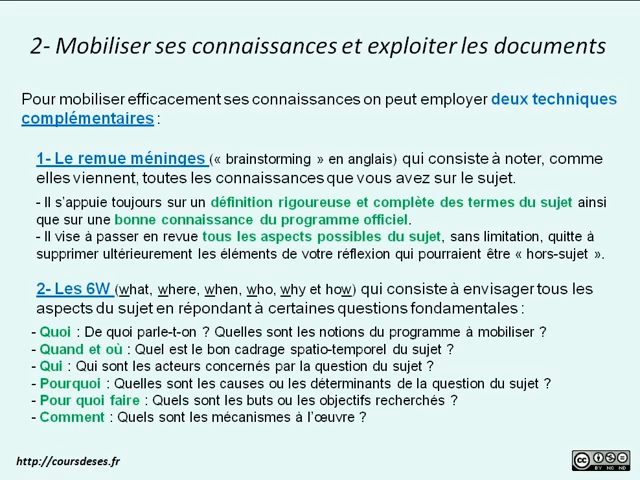 2- Mobiliser ses connaissances et exploiter les documents
Pour mobiliser efficacement ses connaissances on peut employer deux techniques
complémentaires :
1- Le remue méninges (« brainstorming » en anglais) qui consiste à noter, comme
elles viennent, toutes les connaissances que vous avez sur le sujet.
- Il s’appuie toujours sur un définition rigoureuse et complète des termes du sujet ainsi
que sur une bonne connaissance du programme officiel.
- Il vise à passer en revue tous les aspects possibles du sujet, sans limitation, quitte à
supprimer ultérieurement les éléments de votre réflexion qui pourraient être « hors-sujet ».
2- Les 6W (what, where, when, who, why et how) qui consiste à envisager tous les
aspects du sujet en répondant à certaines questions fondamentales :
- Quoi : De quoi parle-t-on ? Quelles sont les notions du programme à mobiliser ?
- Quand et où : Quel est le bon cadrage spatio-temporel du sujet ?
- Qui : Qui sont les acteurs concernés par la question du sujet ?
- Pourquoi : Quelles sont les causes ou les déterminants de la question du sujet ?
- Pour quoi faire : Quels sont les buts ou les objectifs recherchés ?
- Comment : Quels sont les mécanismes à l’œuvre ?
http://coursdeses.fr
cc
BY NC ND